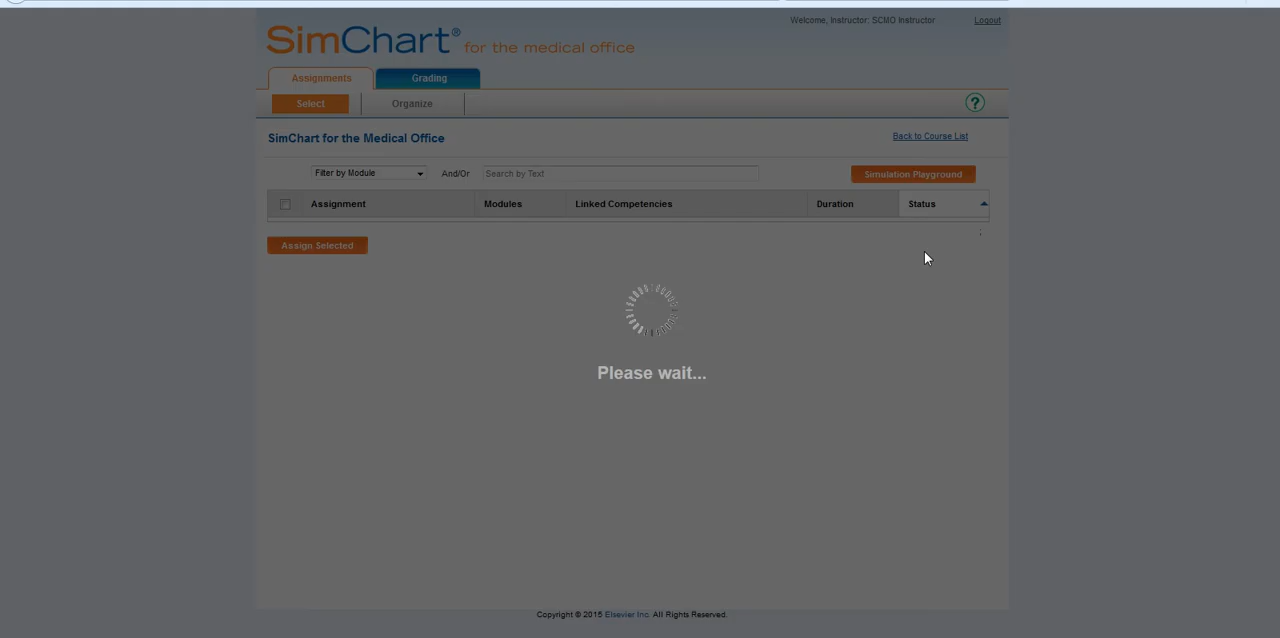 Welcome, Instructor: SCMO Instructor
Logout
SimChart® for the medical office
Assignments
Grading
Select
Organize
?
SimChart for the Medical Office
Back to Course List
Filter by Module
And/Or
Search by Text
Simulation Playground
Assignment
Modules
Linked Competencies
Duration
Status
Assign Selected
Please wait...
Copyright © 2015 Elsevier Inc. All Rights Reserved.